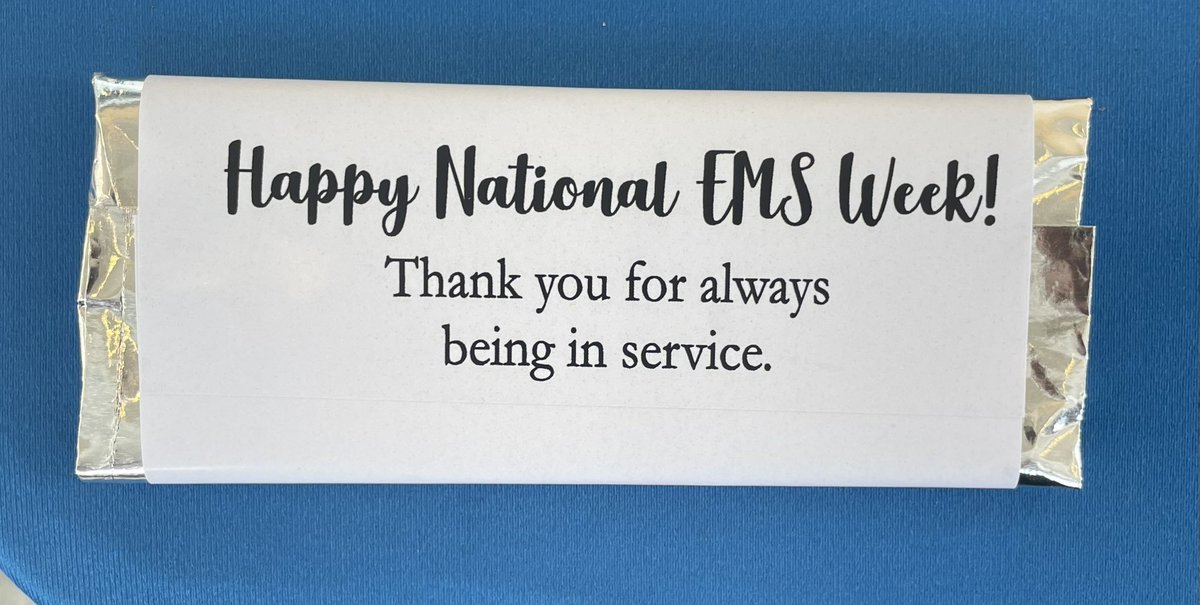 Happy National EMS Week!
Thank you for always
being in service.